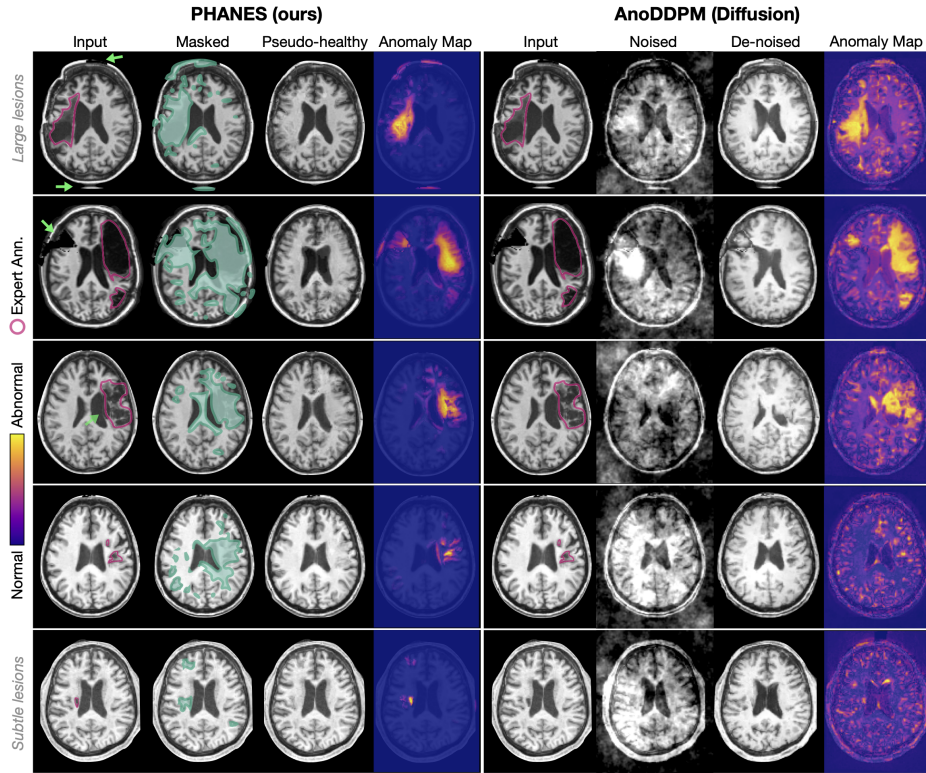 PHANES (ours)
AnoDDPM (Diffusion)
Input
Masked
Pseudo-healthy
Anomaly Map
Input
Noised
De-noised
Anomaly Map
Large lesions
Expert Ann.
Abnormal
Normal
Subtle lesions